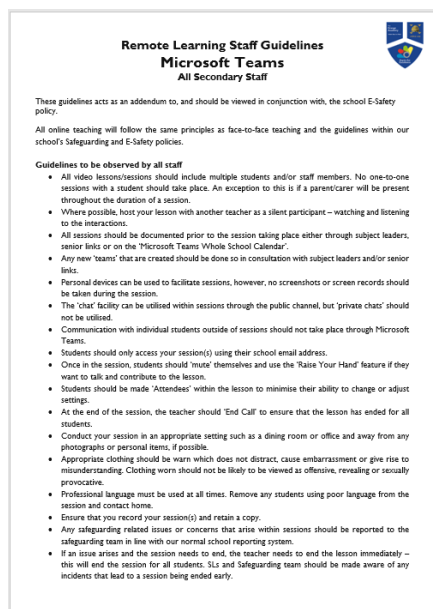 Remote Learning Staff Guidelines
Microsoft Teams
All Secondary Staff
These guidelines acts as an addendum to, and should be viewed in conjunction with, the school E-Safety
policy.
All online teaching will follow the same principles as face-to-face teaching and the guidelines within our
school's Safeguarding and E-Safety policies.
Guidelines to be observed by all staff
• All video lessons/sessions should include multiple students and/or staff members. No one-to-one
sessions with a student should take place. An exception to this is if a parent/carer will be present
throughout the duration of a session.
• Where possible, host your lesson with another teacher as a silent participant – watching and listening
to the interactions.
• All sessions should be documented prior to the session taking place either through subject leaders,
senior links or on the 'Microsoft Teams Whole School Calendar'.
• Any new 'teams' that are created should be done so in consultation with subject leaders and/or senior
links.
• Personal devices can be used to facilitate sessions, however, no screenshots or screen records should
be taken during the session.
• The 'chat' facility can be utilised within sessions through the public channel, but 'private chats' should
not be utilised.
• Communication with individual students outside of sessions should not take place through Microsoft
Teams.
• Students should only access your session(s) using their school email address.
• Once in the session, students should 'mute' themselves and use the 'Raise Your Hand' feature if they
want to talk and contribute to the lesson.
• Students should be made 'Attendees' within the lesson to minimise their ability to change or adjust
settings.
• At the end of the session, the teacher should 'End Call' to ensure that the lesson has ended for all
students.
• Conduct your session in an appropriate setting such as a dining room or office and away from any
photographs or personal items, if possible.
• Appropriate clothing should be warn which does not distract, cause embarrassment or give rise to
misunderstanding. Clothing worn should not be likely to be viewed as offensive, revealing or sexually
provocative.
• Professional language must be used at all times. Remove any students using poor language from the
session and contact home.
• Ensure that you record your session(s) and retain a copy.
• Any safeguarding related issues or concerns that arise within sessions should be reported to the
safeguarding team in line with our normal school reporting system.
• If an issue arises and the session needs to end, the teacher needs to end the lesson immediately –
this will end the session for all students. SLs and Safeguarding team should be made aware of any
incidents that lead to a session being ended early.